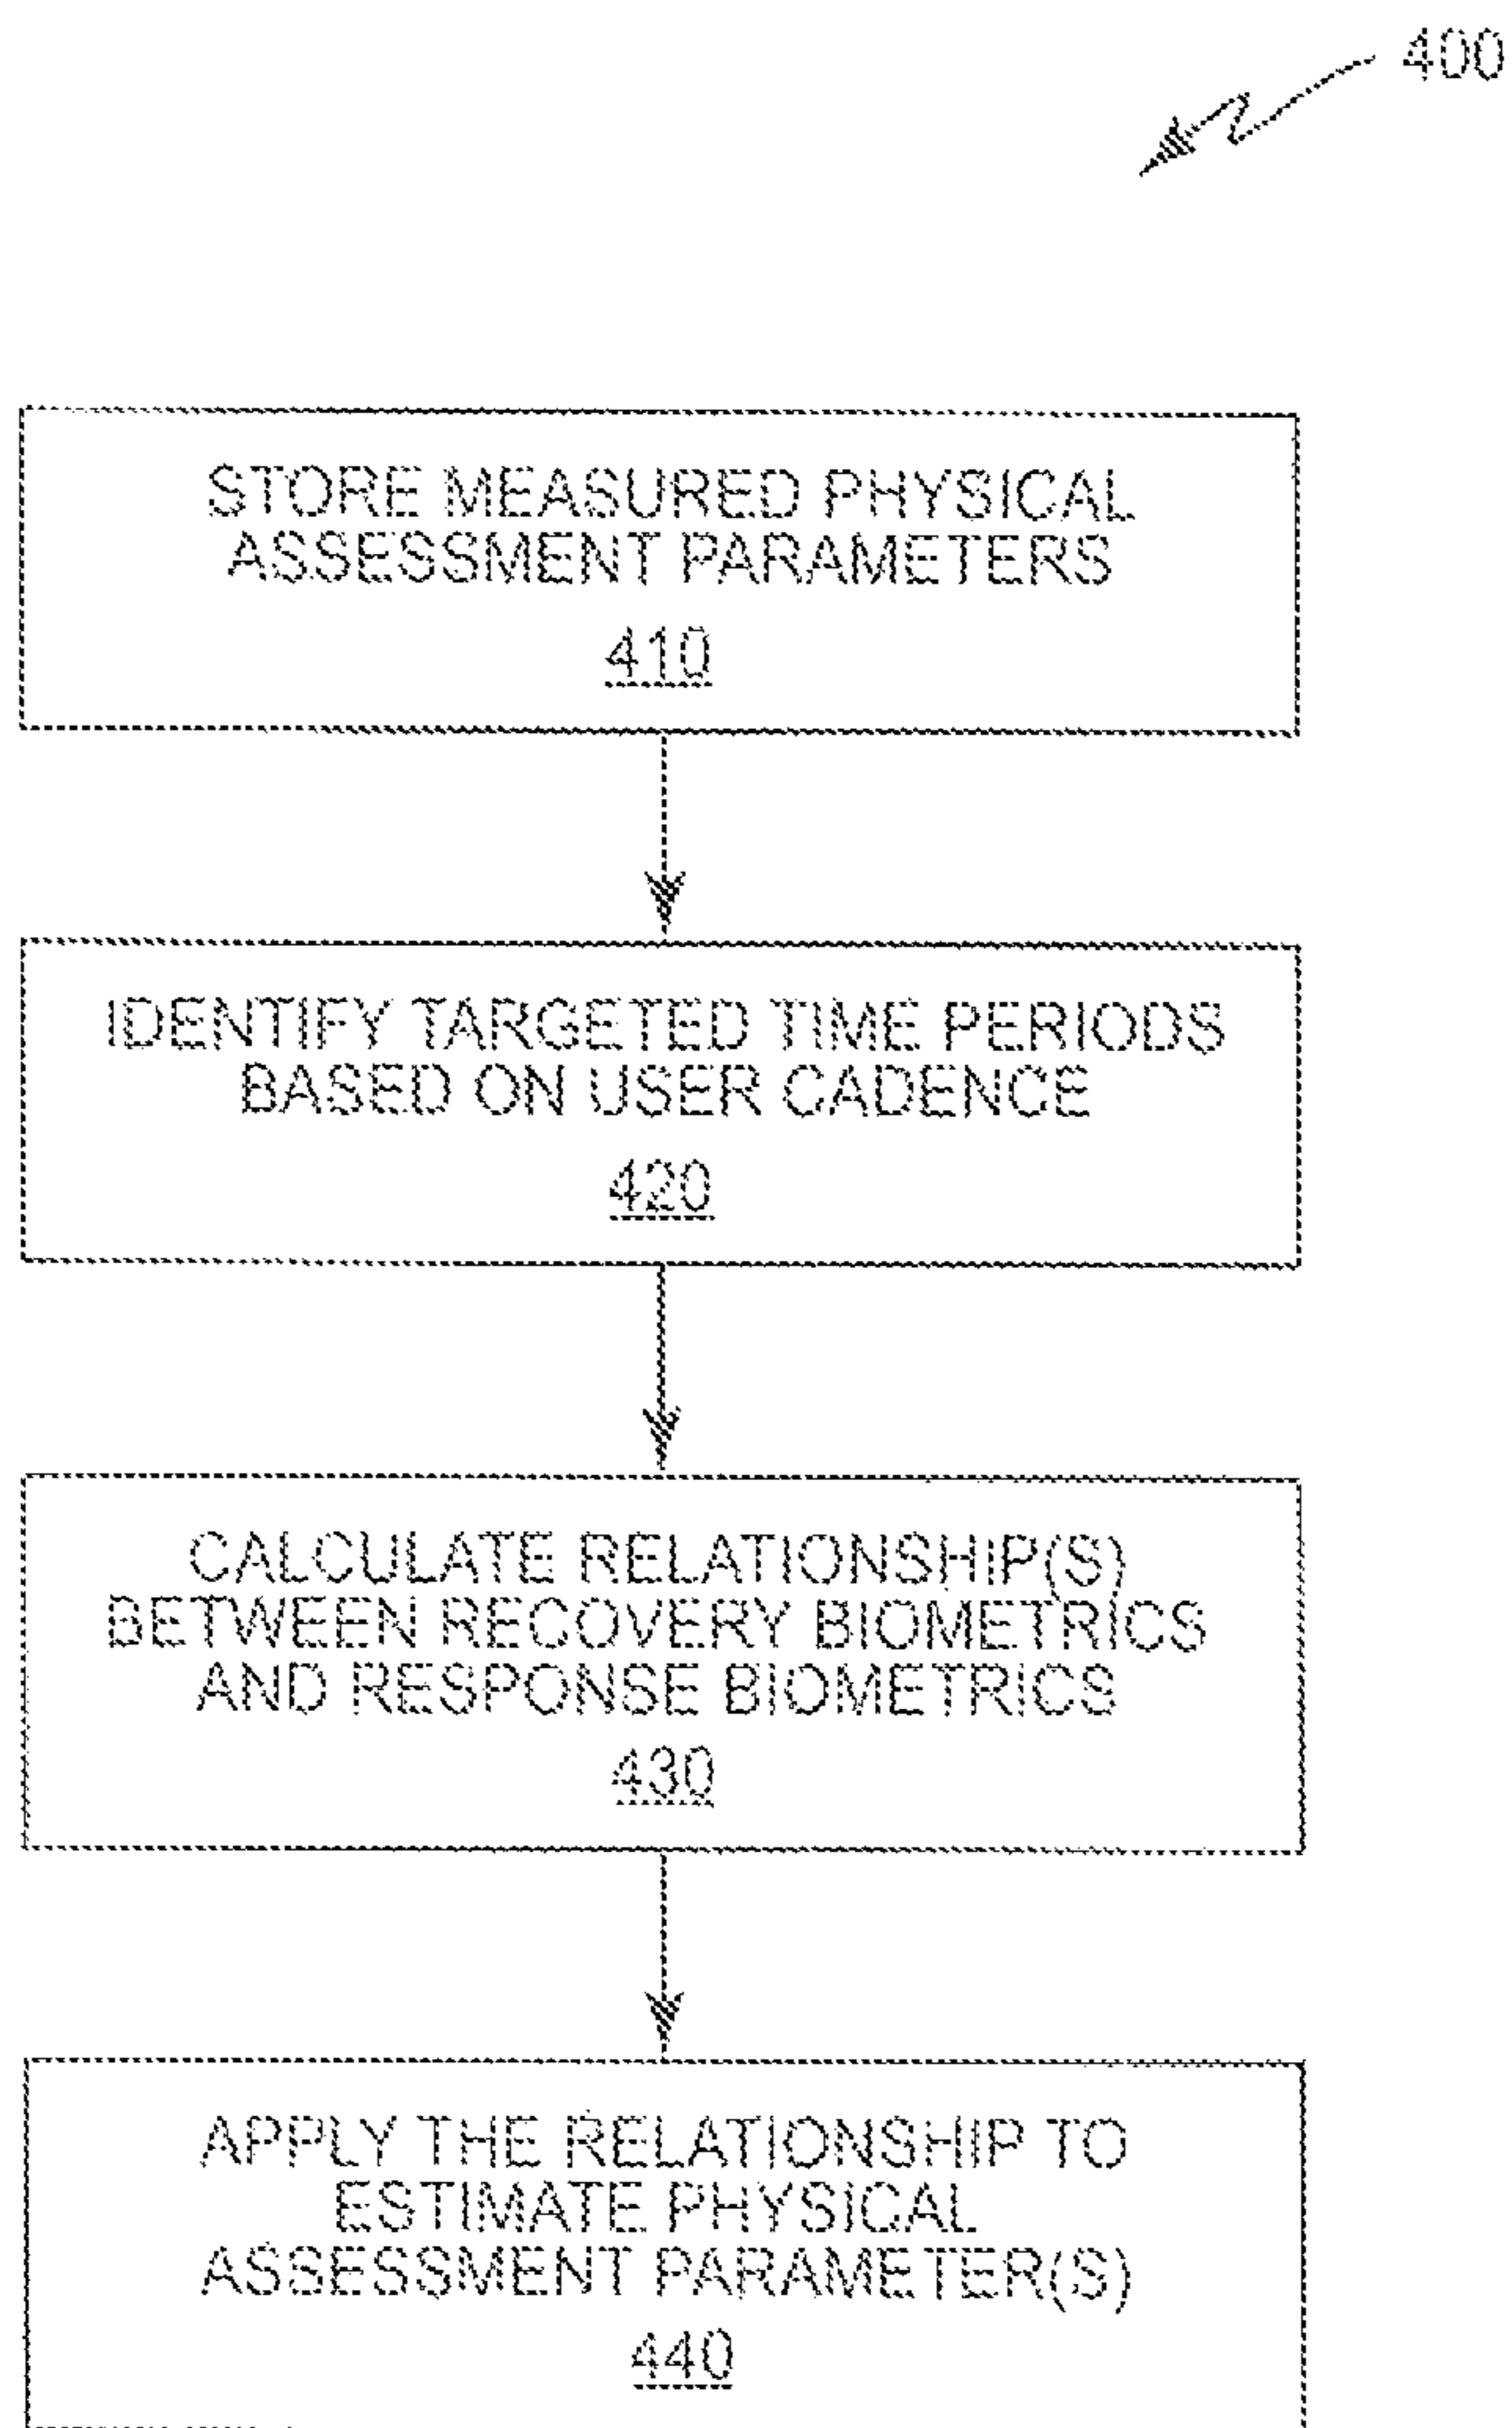 400
STORE MEASURED PHYSICAL
ASSESSMENT PARAMETERS
410
IDENTIFY TARGETED TIME PERIODS
BASED ON USER CADENCE
420
CALCULATE RELATIONSHIP(S)
BETWEEN RECOVERY BIOMETRICS
AND RESPONSE BIOMETRICS
430
APPLY THE RELATIONSHIP TO
ESTIMATE PHYSICAL
ASSESSMENT PARAMETER(S)
440